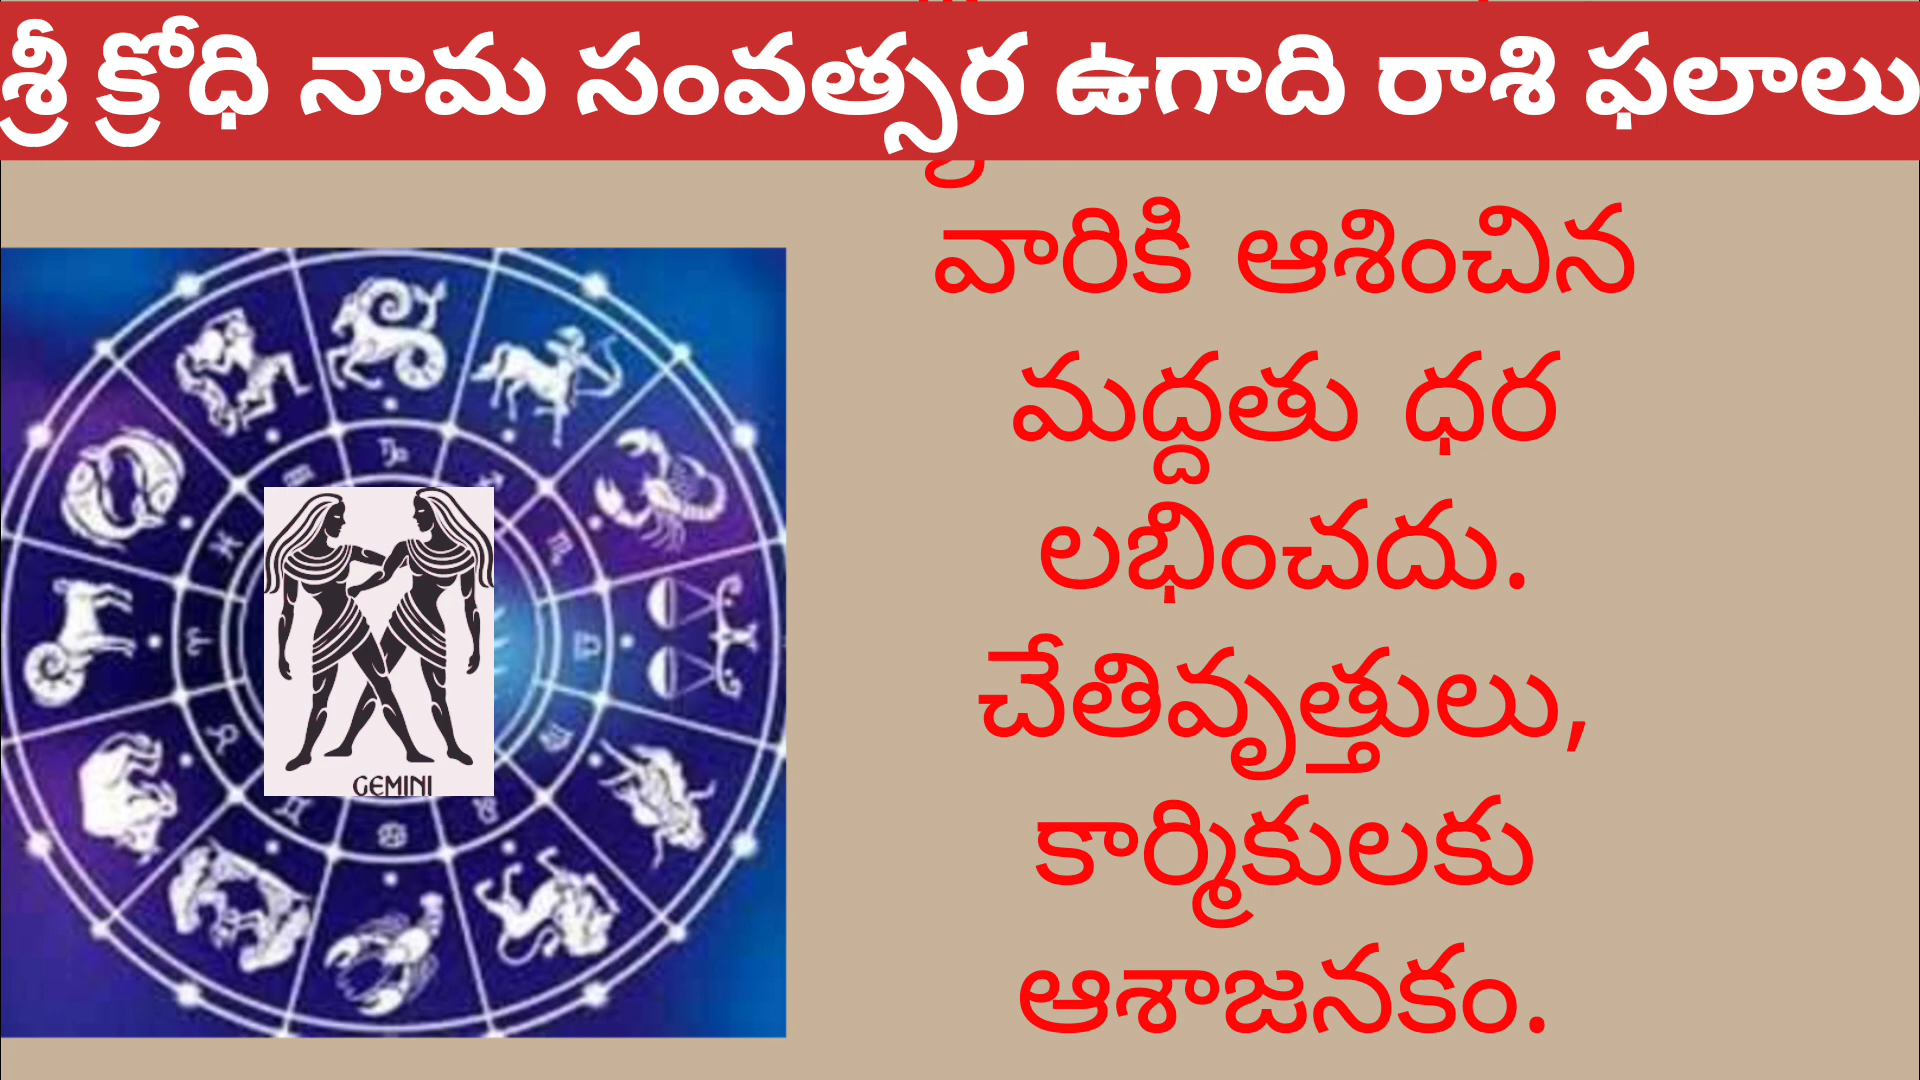 శ్రీ క్రోధి నామ సంవత్సర ఉగాది రాశి ఫలాలు
వారికి ఆశించిన
మద్దతు ధర
లభించదు.
చేతివృత్తులు,
కార్మికులకు
ఆశాజనకం.
GEMINI